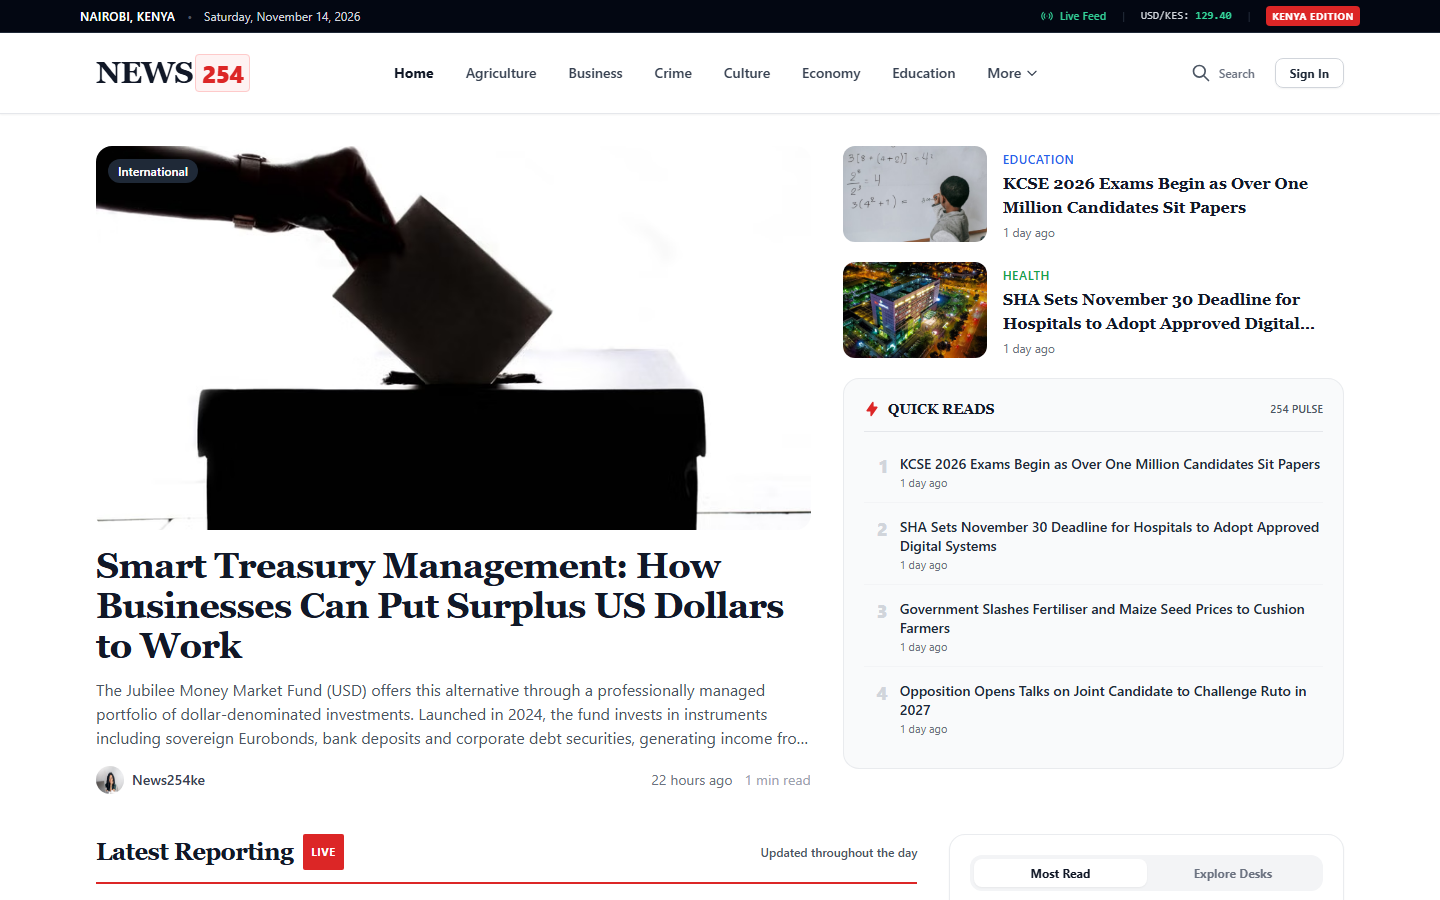 NAIROBI, KENYA • Saturday, November 14, 2026
Live Feed | USD/KES: 129.40 | KENYA EDITION
NEWS 254
Home Agriculture Business Crime Culture Economy Education More
Search Sign In
International
Smart Treasury Management: How
Businesses Can Put Surplus US Dollars
to Work
The Jubilee Money Market Fund (USD) offers this alternative through a professionally managed
portfolio of dollar-denominated investments. Launched in 2024, the fund invests in instruments
including sovereign Eurobonds, bank deposits and corporate debt securities, generating income fro...
News254ke 22 hours ago 1 min read
EDUCATION
KCSE 2026 Exams Begin as Over One
Million Candidates Sit Papers
1 day ago
HEALTH
SHA Sets November 30 Deadline for
Hospitals to Adopt Approved Digital...
1 day ago
QUICK READS 254 PULSE
1 KCSE 2026 Exams Begin as Over One Million Candidates Sit Papers
1 day ago
2 SHA Sets November 30 Deadline for Hospitals to Adopt Approved
Digital Systems
1 day ago
3 Government Slashes Fertiliser and Maize Seed Prices to Cushion
Farmers
1 day ago
4 Opposition Opens Talks on Joint Candidate to Challenge Ruto in
2027
1 day ago
Latest Reporting LIVE
Updated throughout the day
Most Read Explore Desks